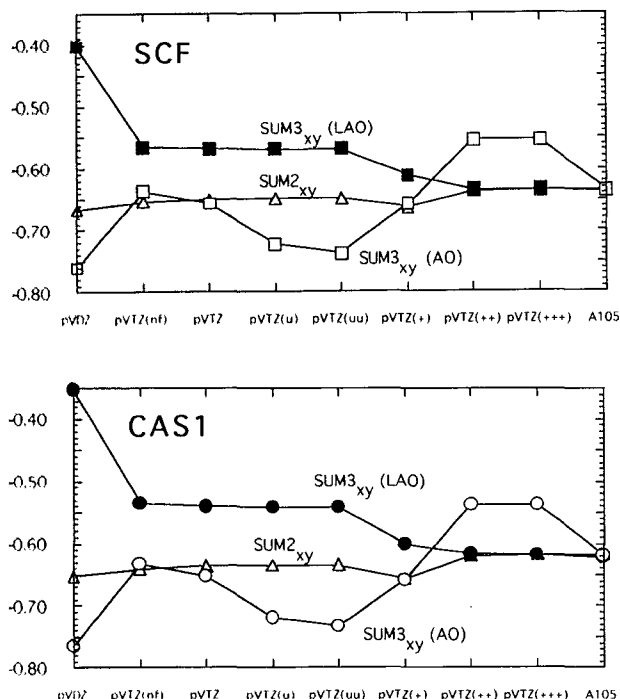 SCF
-0.40
-0.50
-0.60
-0.70
-0.80
SUM3xy (LAO)
SUM2xy
SUM3xy (AO)
pVDZ pVTZ(nf) pVTZ pVTZ(u) pVTZ(uu) pVTZ(+) pVTZ(++) pVTZ(+++) A105
CAS1
-0.40
-0.50
-0.60
-0.70
-0.80
SUM3xy (LAO)
SUM2xy
SUM3xy (AO)
pVDZ pVTZ(nf) pVTZ pVTZ(u) pVTZ(uu) pVTZ(+) pVTZ(++) pVTZ(+++) A105